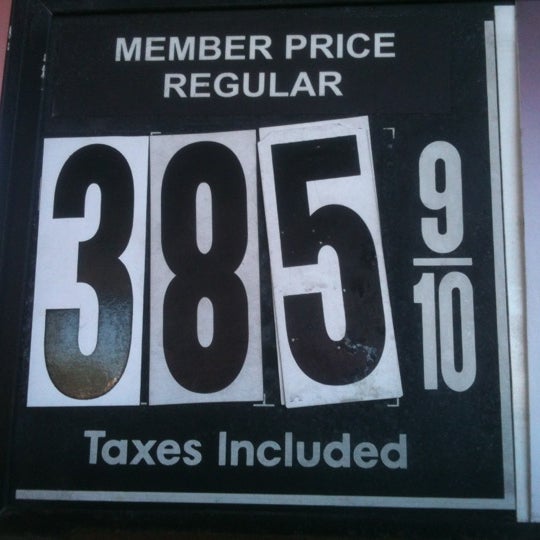 MEMBER PRICE
REGULAR
385 9/10
Taxes Included